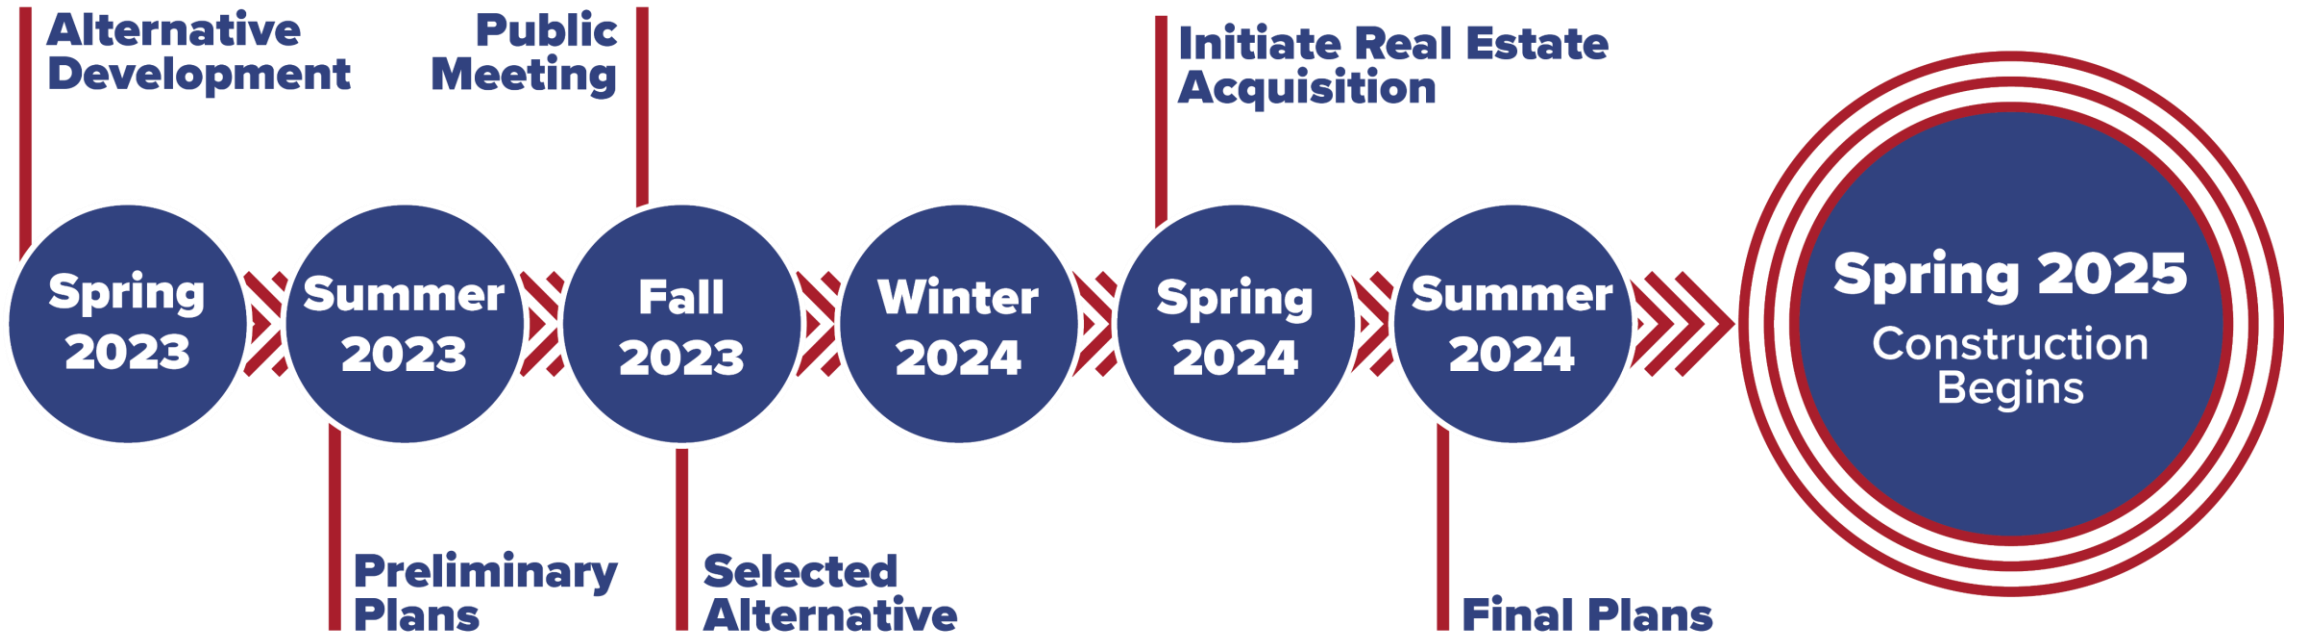 Alternative
Development
Public
Meeting
Initiate Real Estate
Acquisition
Spring
2023
Summer
2023
Fall
2023
Winter
2024
Spring
2024
Summer
2024
Spring 2025
Construction
Begins
Preliminary
Plans
Selected
Alternative
Final Plans